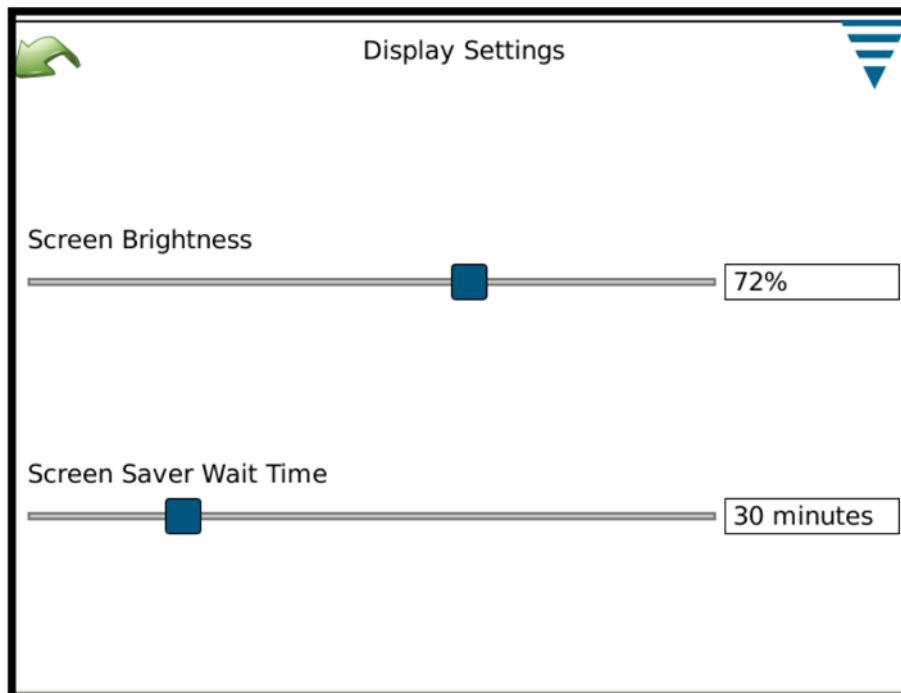 Display Settings
Screen Brightness
72%
Screen Saver Wait Time
30 minutes